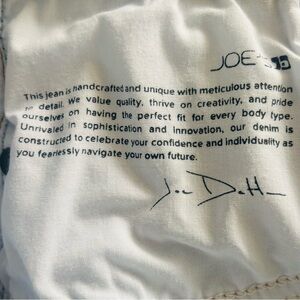 JOE'S
This jean is handcrafted and unique with meticulous attention
to detail. We value quality, thrive on creativity, and pride
ourselves on having the perfect fit for every body type.
Unrivaled in sophistication and innovation, our denim is
constructed to celebrate your confidence and individuality as
you fearlessly navigate your own future.
Joe